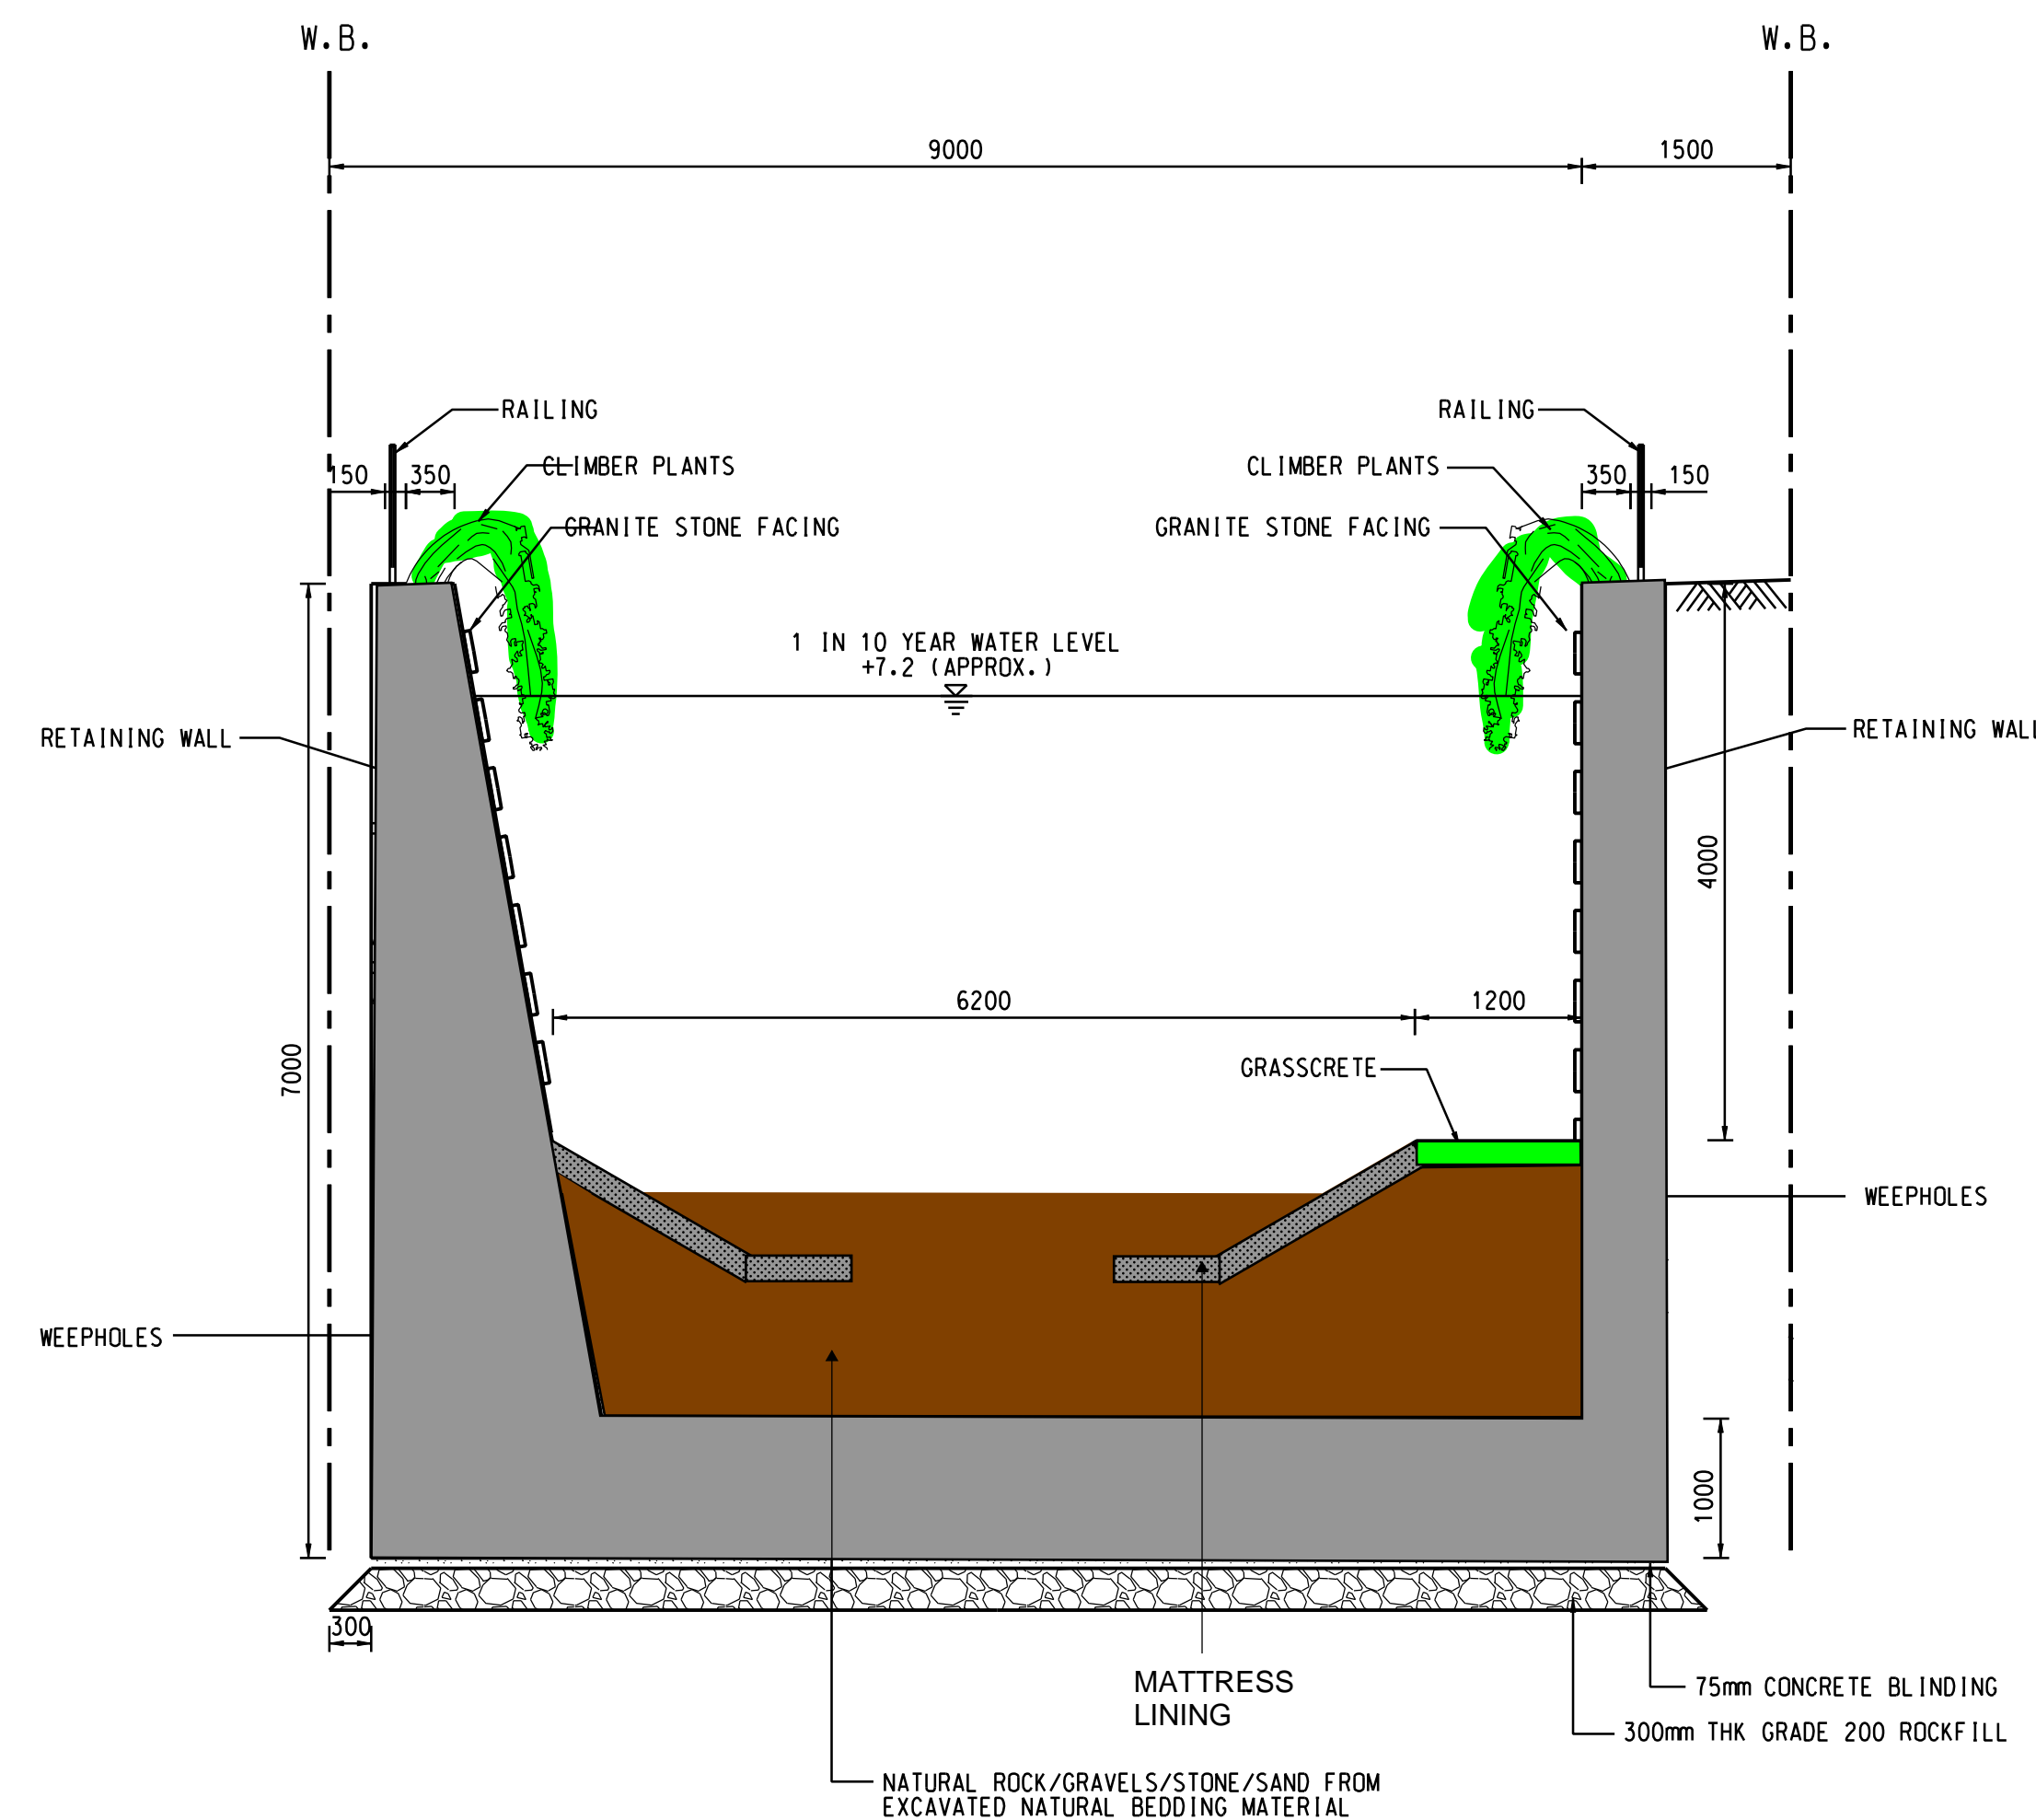 W.B.
W.B.
9000
1500
RAILING
RAILING
CLIMBER PLANTS
CLIMBER PLANTS
150
350
350
150
GRANITE STONE FACING
GRANITE STONE FACING
1 IN 10 YEAR WATER LEVEL
+7.2 (APPROX.)
RETAINING WALL
RETAINING WALL
4000
6200
1200
7000
GRASSCRETE
WEEPHOLES
WEEPHOLES
1000
300
MATTRESS
LINING
75mm CONCRETE BLINDING
300mm THK GRADE 200 ROCKFILL
NATURAL ROCK/GRAVELS/STONE/SAND FROM
EXCAVATED NATURAL BEDDING MATERIAL